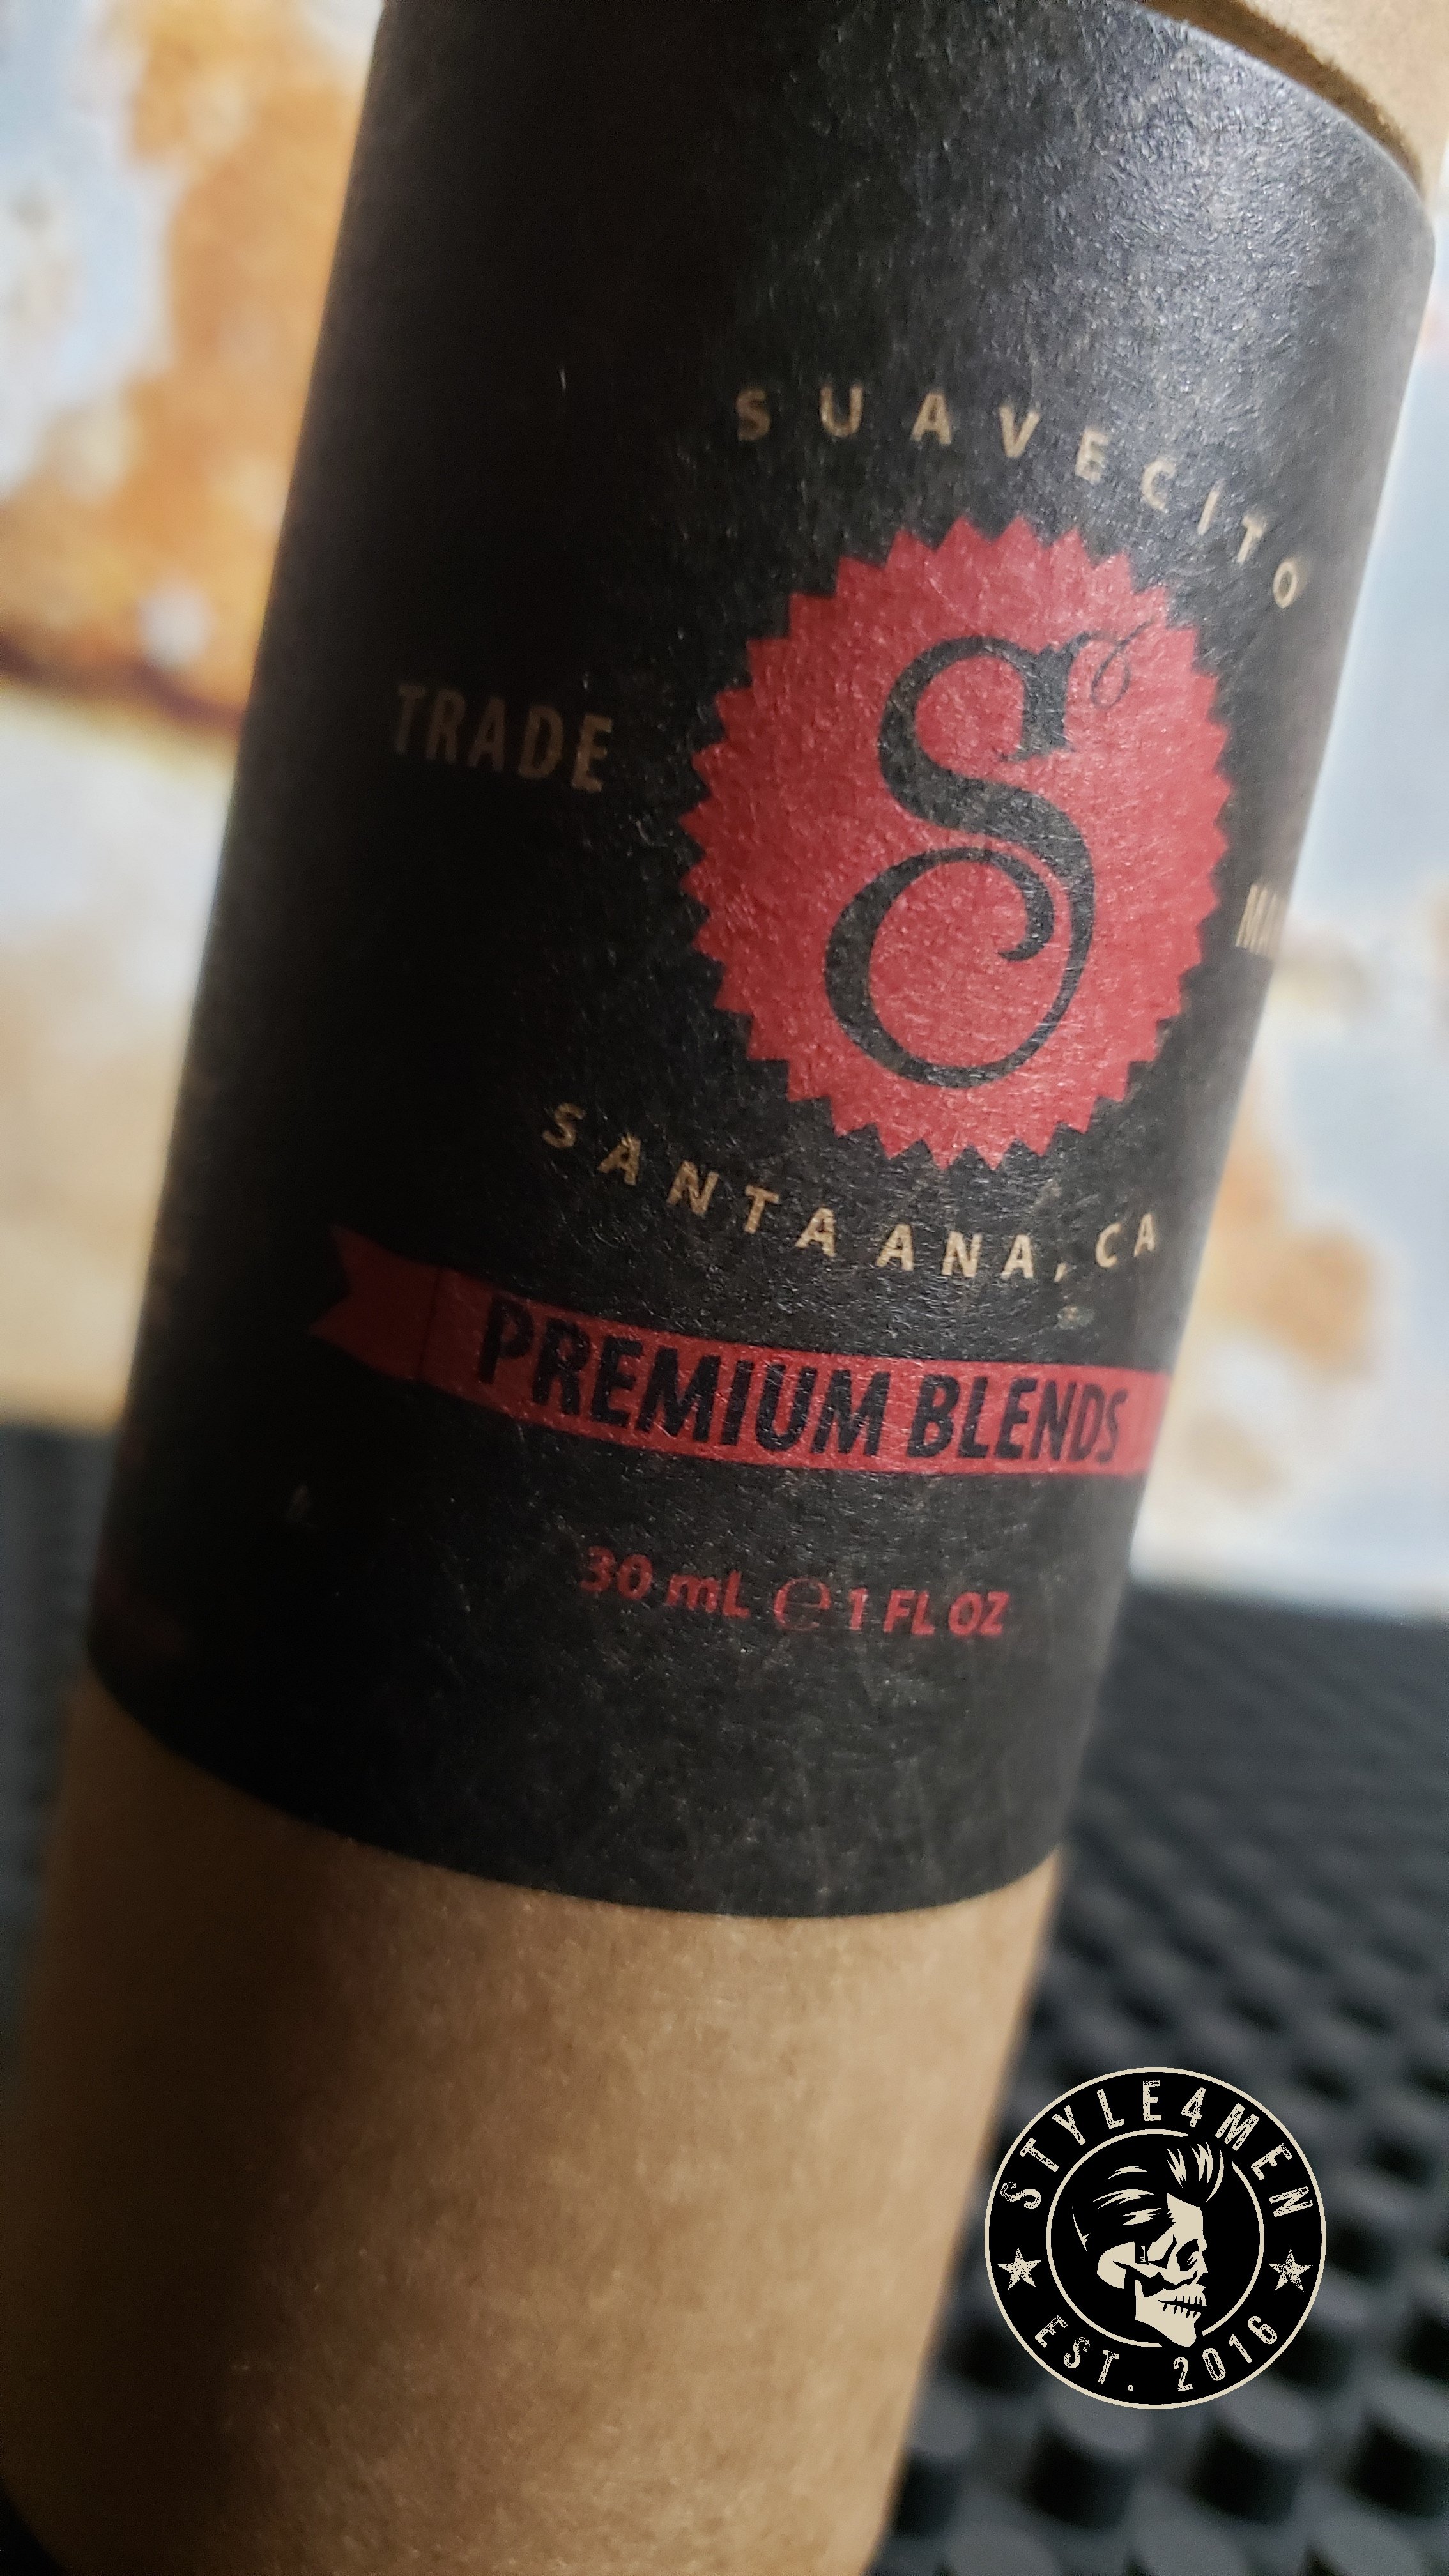 SUAVECITO
TRADE
S
SANTA ANA, CA
PREMIUM BLENDS
30 mL ℮ 1 FL OZ
STYLE4MEN
EST. 2016